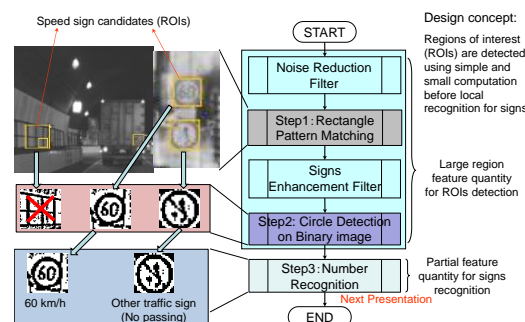 Speed sign candidates (ROIs)
START
Noise Reduction
Filter
Step1:Rectangle
Pattern Matching
Signs
Enhancement Filter
Step2: Circle Detection
on Binary image
Step3:Number
Recognition
Next Presentation
END
Design concept:
Regions of interest
(ROIs) are detected
using simple and
small computation
before local
recognition for signs
Large region
feature quantity
for ROIs detection
Partial feature
quantity for signs
recognition
60
60
60
60 km/h
Other traffic sign
(No passing)